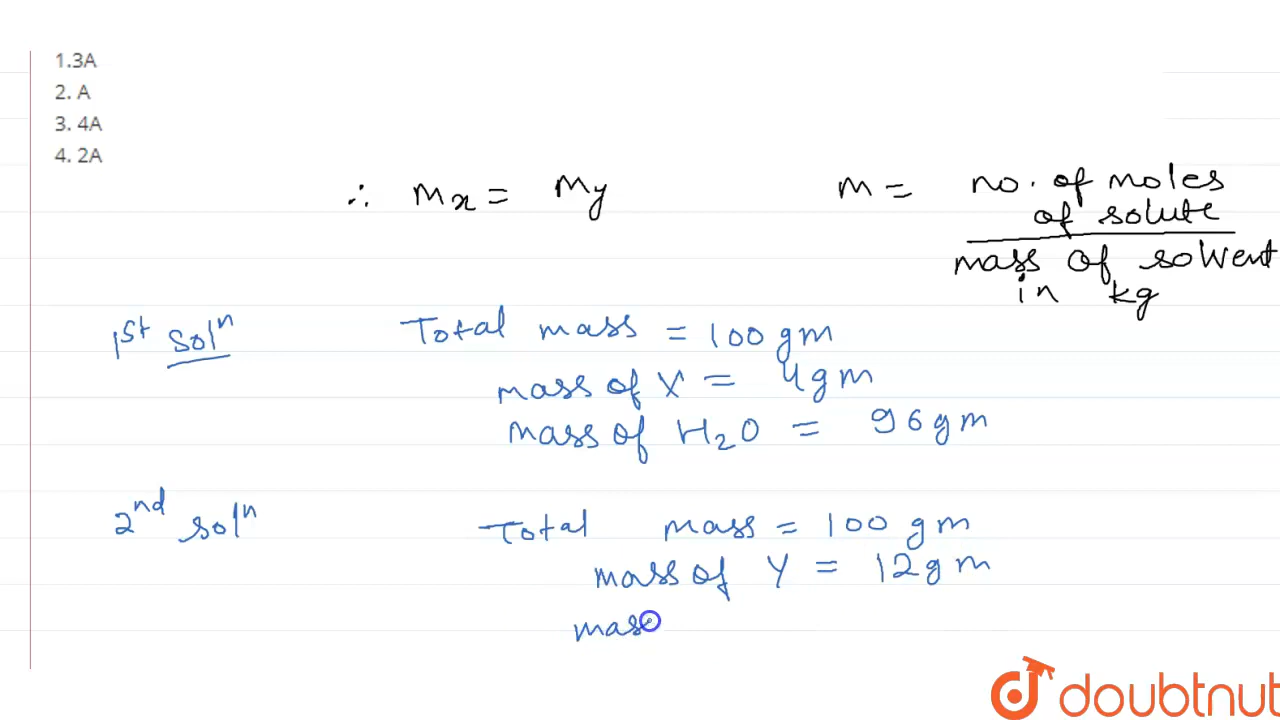 1.3A
2. A
3. 4A
4. 2A
∴ Mx = My
m = no. of moles
of solute
mass of solvent
in kg
1st Solⁿ
Total mass = 100 gm
mass of X = 4 gm
mass of H₂O = 96 gm
2nd solⁿ
Total mass = 100 gm
mass of Y = 12 gm
mass
doubtnut